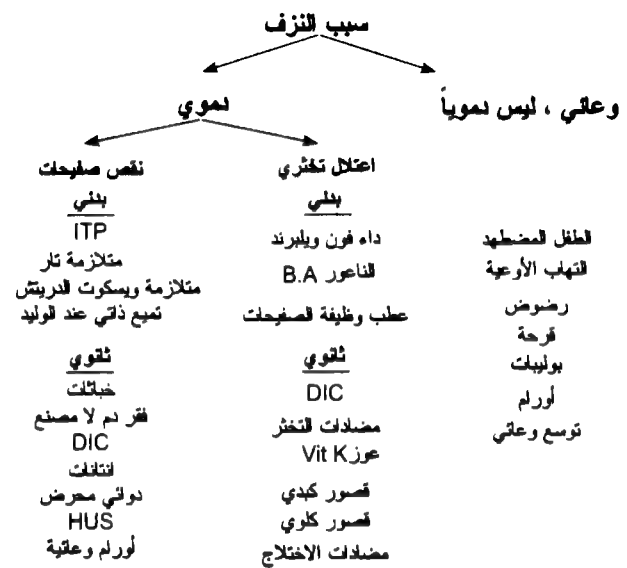 سبب النزف
وعائي ، ليس دموياً
دموي
اعتلال تخثري
بدئي
داء فون ويلبرند
الناعور B.A
عطب وظيفة الصفيحات
ثانوي
DIC
مضادات التخثر
عوز Vit K
قصور كبدي
قصور كلوي
مضادات الاختلاج
نقص صفيحات
بدئي
ITP
متلازمة تار
متلازمة ويسكوت الدريتش
تميع ذاتي عند الوليد
ثانوي
خباثات
فقر دم لا مصنع
DIC
انتانات
دوائي محرض
HUS
أورام وعائية
الطفل المضطهد
التهاب الأوعية
رضوض
قرحة
بوليبات
أورام
توسع وعائي